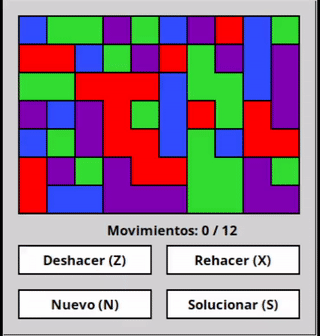 Movimientos: 0 / 12
Deshacer (Z)
Rehacer (X)
Nuevo (N)
Solucionar (S)